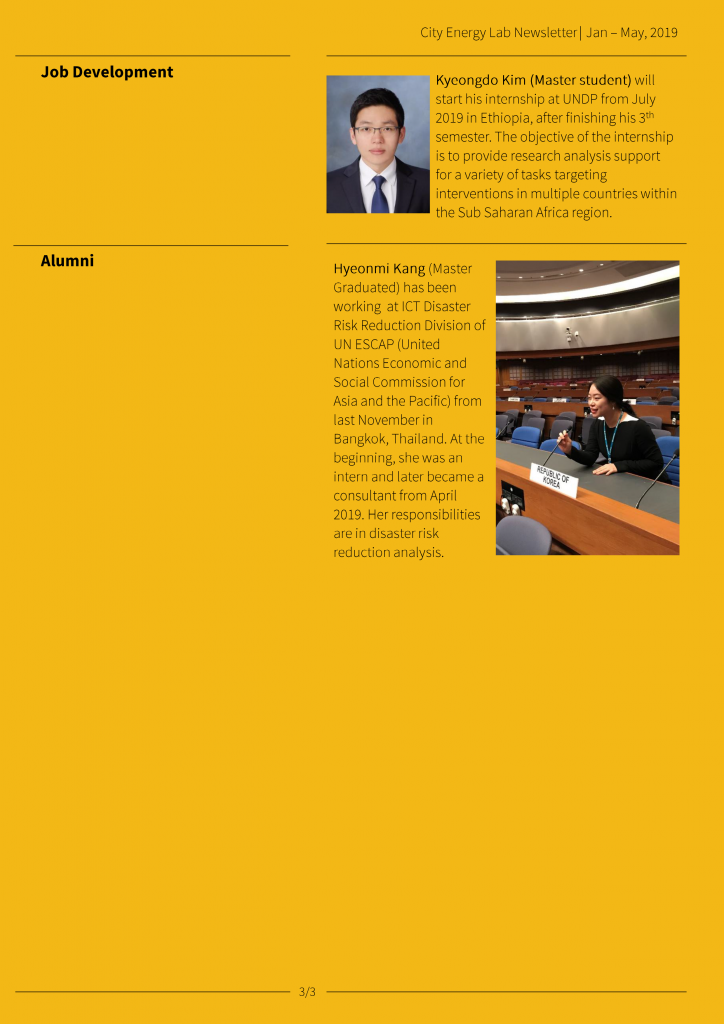 City Energy Lab Newsletter| Jan – May, 2019
Job Development
Kyeongdo Kim (Master student) will
start his internship at UNDP from July
2019 in Ethiopia, after finishing his 3th
semester. The objective of the internship
is to provide research analysis support
for a variety of tasks targeting
interventions in multiple countries within
the Sub Saharan Africa region.
Alumni
Hyeonmi Kang (Master
Graduated) has been
working at ICT Disaster
Risk Reduction Division of
UN ESCAP (United
Nations Economic and
Social Commission for
Asia and the Pacific) from
last November in
Bangkok, Thailand. At the
beginning, she was an
intern and later became a
consultant from April
2019. Her responsibilities
are in disaster risk
reduction analysis.
REPUBLIC OF
KOREA
3/3